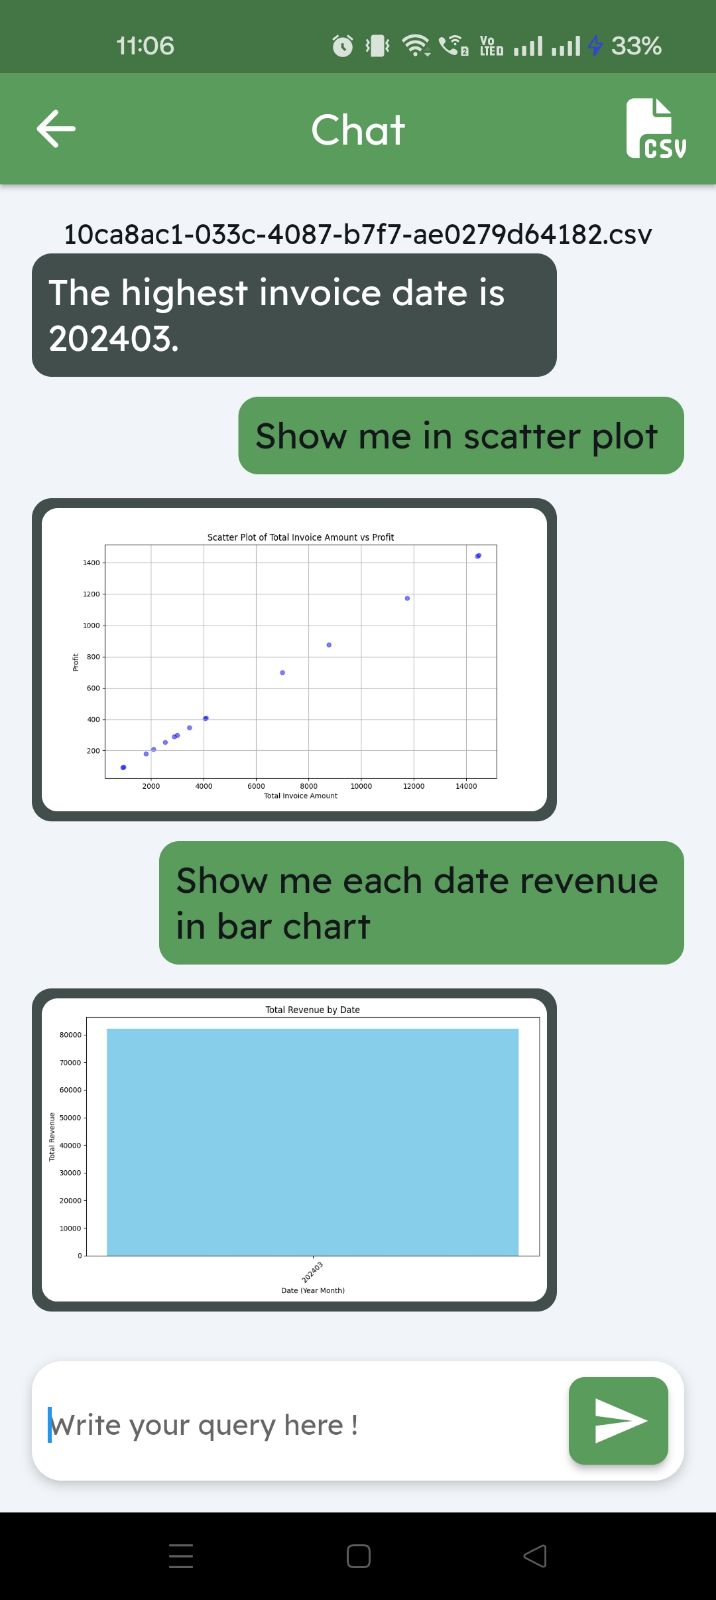 11:06
2
Vo
LTED
33%
Chat
CSV
10ca8ac1-033c-4087-b7f7-ae0279d64182.csv
The highest invoice date is
202403.
Show me in scatter plot
Scatter Plot of Total Invoice Amount vs Profit
1400
1200
1000
800
600
400
200
Profit
2000 4000 6000 8000 10000 12000 14000
Total Invoice Amount
Show me each date revenue
in bar chart
Total Revenue by Date
80000
70000
60000
50000
40000
30000
20000
10000
0
Total Revenue
202403
Date (Year Month)
Write your query here !